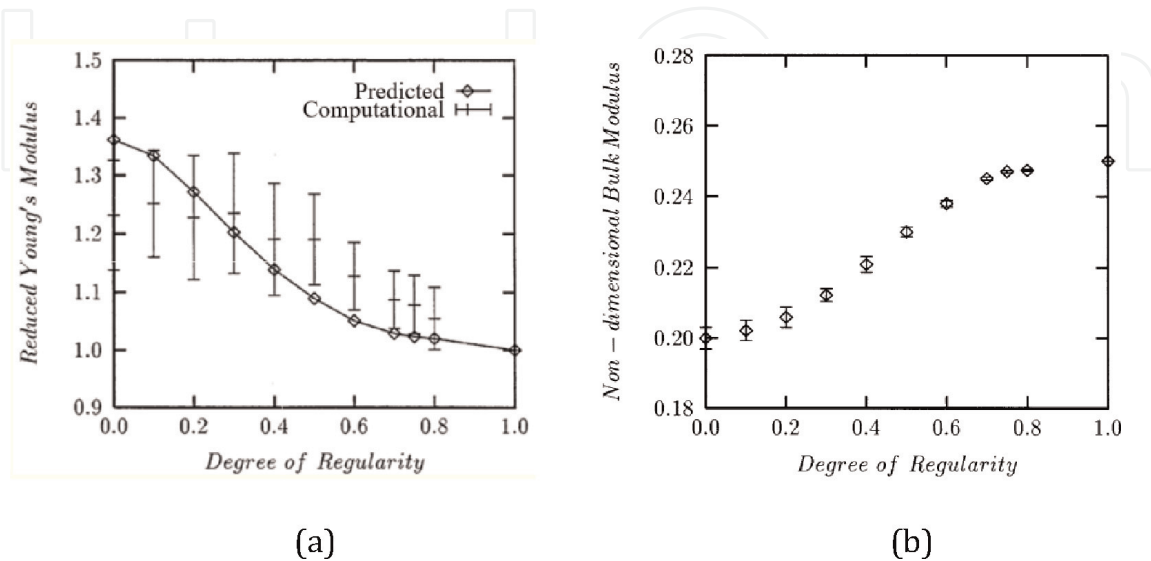 1.5
1.4
1.3
1.2
1.1
1.0
0.9
Reduced Young's Modulus
Predicted
Computational
0.0 0.2 0.4 0.6 0.8 1.0
Degree of Regularity
(a)
0.28
0.26
0.24
0.22
0.20
0.18
Non – dimensional Bulk Modulus
0.0 0.2 0.4 0.6 0.8 1.0
Degree of Regularity
(b)